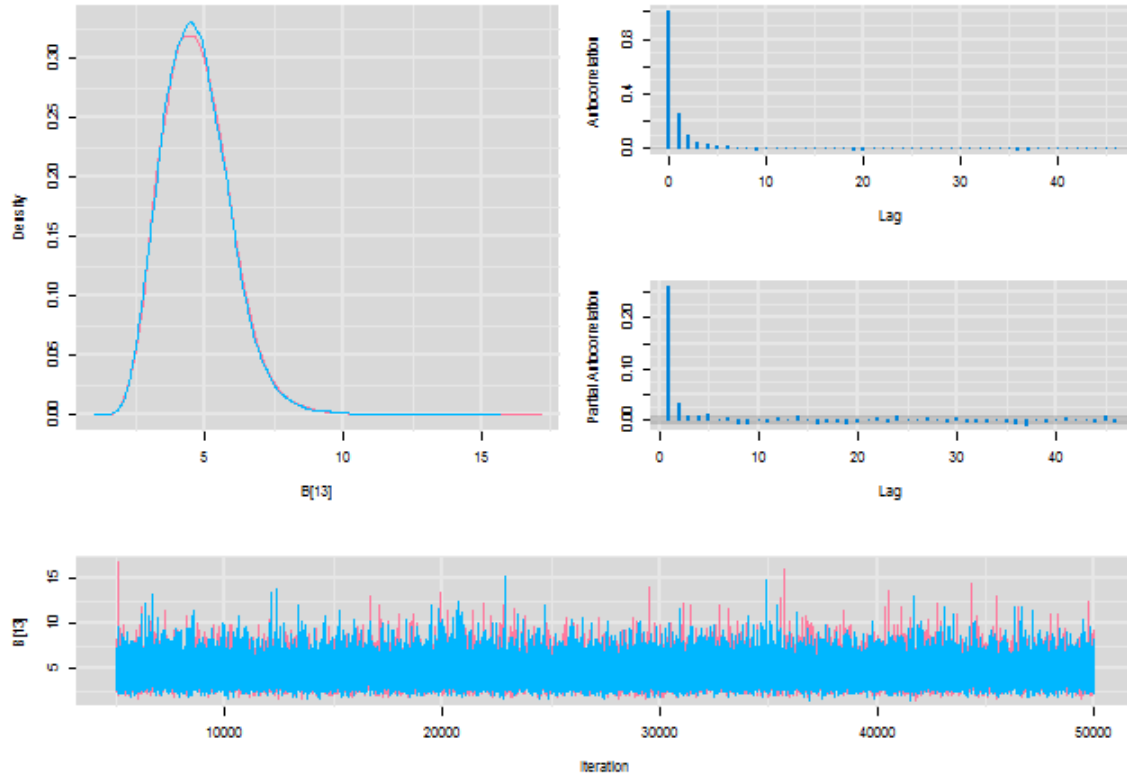 Density
0.00 0.05 0.10 0.15 0.20 0.25 0.30
5 10 15
B[13]
Autocorrelation
0.0 0.4 0.8
0 10 20 30 40
Lag
Partial Autocorrelation
0.00 0.10 0.20
0 10 20 30 40
Lag
B[13]
5 10 15
10000 20000 30000 40000 50000
Iteration